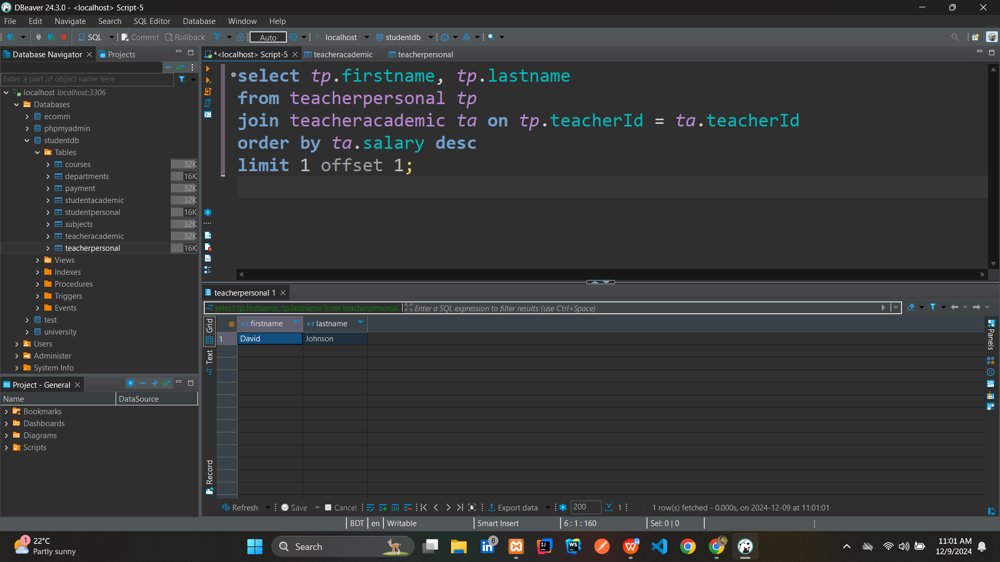 DBeaver 24.3.0 - <localhost> Script-5
File Edit Navigate Search SQL Editor Database Window Help
SQL Commit Rollback Auto localhost studentdb
Database Navigator Projects
Enter a part of object name here
localhost localhost:3306
Databases
ecomm
phpmyadmin
studentdb
Tables
courses 32K
departments 16K
payment 32K
studentacademic 32K
studentpersonal 16K
subjects 32K
teacheracademic 32K
teacherpersonal 16K
Views
Indexes
Procedures
Triggers
Events
test
university
Users
Administer
System Info
Project - General
Name DataSource
Bookmarks
Dashboards
Diagrams
Scripts
*<localhost> Script-5 teacheracademic teacherpersonal
select tp.firstname, tp.lastname
from teacherpersonal tp
join teacheracademic ta on tp.teacherId = ta.teacherId
order by ta.salary desc
limit 1 offset 1;
teacherpersonal 1
select tp.firstname, tp.lastname from teacherpersonal Enter a SQL expression to filter results (use Ctrl+Space)
Grid
Text
Record
Panels
A-Z firstname A-Z lastname
1 David Johnson
Refresh Save Cancel Export data 200 1 1 row(s) fetched - 0.000s, on 2024-12-09 at 11:01:01
BDT en Writable Smart Insert 6 : 1 : 160 Sel: 0 | 0
1 22°C
Partly sunny
Search
8
IJ
WS
11:01 AM
12/9/2024